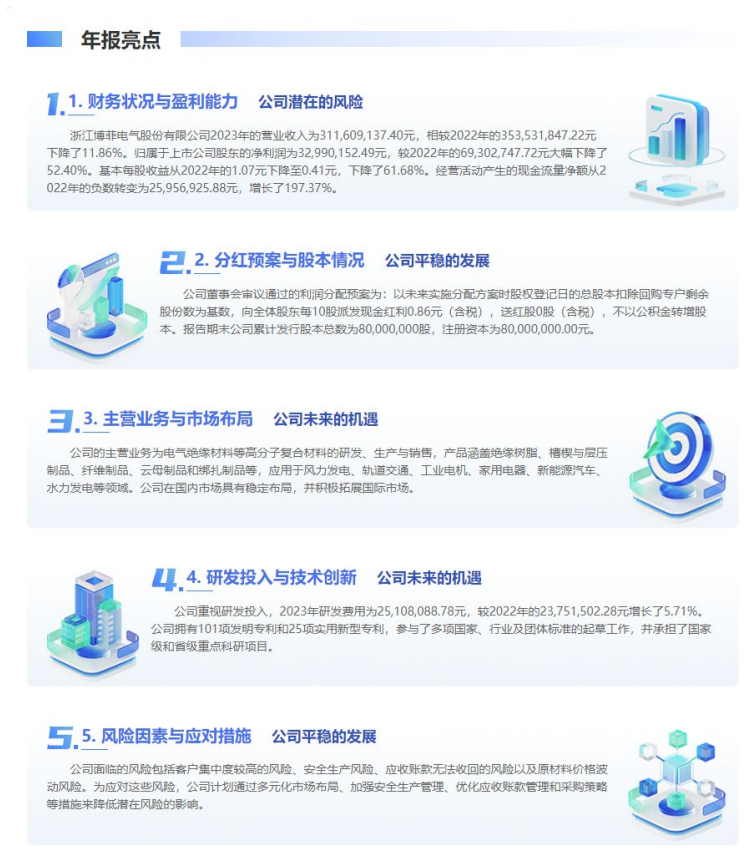 年报亮点
1. 1. 财务状况与盈利能力 公司潜在的风险
浙江博菲电气股份有限公司2023年的营业收入为311,609,137.40元，相较2022年的353,531,847.22元
下降了11.86%。归属于上市公司股东的净利润为32,990,152.49元，较2022年的69,302,747.72元大幅下降了
52.40%。基本每股收益从2022年的1.07元下降至0.41元，下降了61.68%。经营活动产生的现金流量净额从2
022年的负数转变为25,956,925.88元，增长了197.37%。
2. 2. 分红预案与股本情况 公司平稳的发展
公司董事会审议通过的利润分配预案为：以未来实施分配方案时股权登记日的总股本扣除回购专户剩余
股份数为基数，向全体股东每10股派发现金红利0.86元（含税），送红股0股（含税），不以公积金转增股
本。报告期末公司累计发行股本总数为80,000,000股，注册资本为80,000,000.00元。
3. 3. 主营业务与市场布局 公司未来的机遇
公司的主营业务为电气绝缘材料等高分子复合材料的研发、生产与销售，产品涵盖绝缘树脂、槽楔与层压
制品、纤维制品、云母制品和绑扎制品等，应用于风力发电、轨道交通、工业电机、家用电器、新能源汽车、
水力发电等领域。公司在国内市场具有稳定布局，并积极拓展国际市场。
4. 4. 研发投入与技术创新 公司未来的机遇
公司重视研发投入，2023年研发费用为25,108,088.78元，较2022年的23,751,502.28元增长了5.71%。
公司拥有101项发明专利和25项实用新型专利，参与了多项国家、行业及团体标准的起草工作，并承担了国家
级和省级重点科研项目。
5. 5. 风险因素与应对措施 公司平稳的发展
公司面临的风险包括客户集中度较高的风险、安全生产风险、应收账款无法收回的风险以及原材料价格波
动风险。为应对这些风险，公司计划通过多元化市场布局、加强安全生产管理、优化应收账款管理和采购策略
等措施来降低潜在风险的影响。